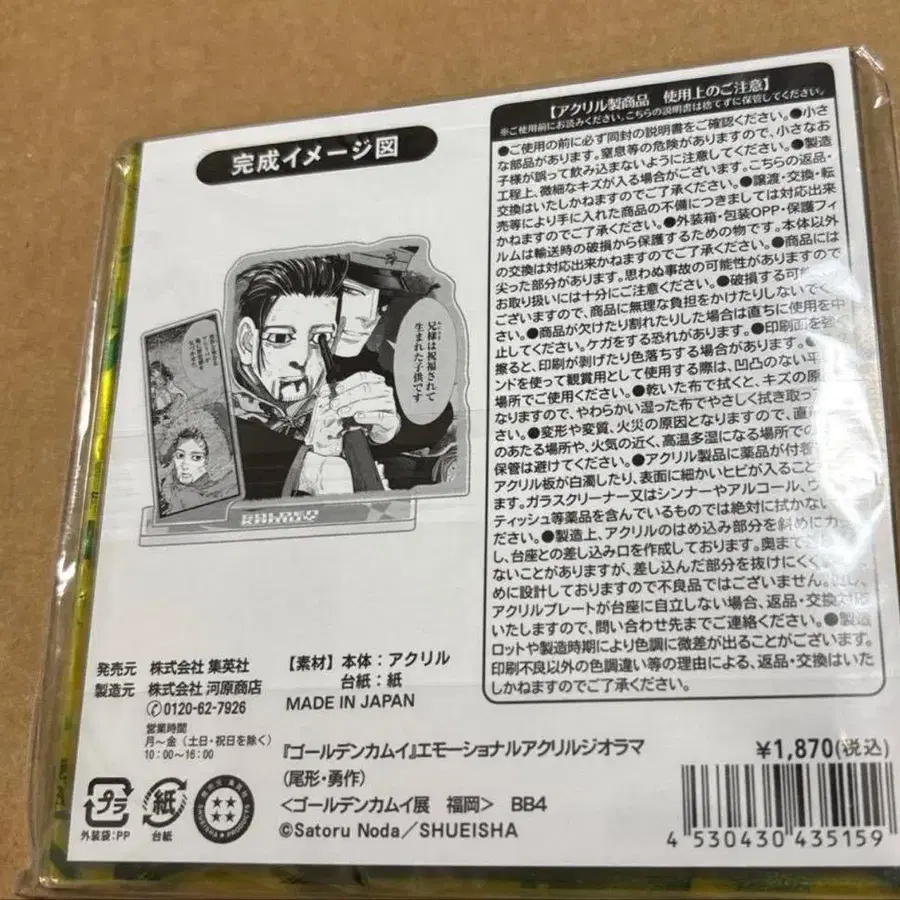 完成イメージ図
兄様は祝福されて
生まれた子供です
GOLDEN
KAMUY
【アクリル製商品　使用上のご注意】
※ご使用前にお読みください。こちらの説明書は捨てずに保管してください。
●ご使用の前に必ず同封の説明書をご確認ください。●小さ
な部品があります。窒息等の危険がありますので、小さなお
子様が誤って飲み込まないように注意してください。●製造
工程上、微細なキズが入る場合がございます。こちらの返品・
交換はいたしかねますのでご了承ください。●譲渡・交換・転
売等により手に入れた商品の不備につきましては対応出来
かねますのでご了承ください。●外装箱・包装OPP・保護フィ
ルムは輸送時の破損から保護するための物です。本体以外
の交換は対応出来かねますのでご了承ください。●商品には
尖った部分があります。思わぬ事故の可能性がありますので
お取り扱いには十分にご注意ください。●破損する可能
ございますので、商品に無理な負担をかけたりしないでく
さい。●商品が欠けたり割れたりした場合は直ちに使用を中
止してください。ケガをする恐れがあります。●印刷面を強
擦ると、印刷が剥げたり色落ちする場合があります。
ンドを使って観賞用として使用する際は、凹凸のない平
場所でご使用ください。●乾いた布で拭くと、キズの原
なりますので、やわらかい湿った布でやさしく拭き取って
い。●変形や変質、火災の原因となりますので、直
のあたる場所や、火気の近く、高温多湿になる場所での
保管は避けてください。●アクリル製品に薬品が付着
アクリル板が白濁したり、表面に細かいヒビが入ること
ます。ガラスクリーナー又はシンナーやアルコール、ウ
ティッシュ等薬品を含んでいるものでは絶対に拭かない
ださい。●製造上、アクリルのはめ込み部分を斜めにカッ
し、台座との差し込み口を作成しております。奥まで
ないことがありますが、差し込んだ部分を抜けにくく
めに設計しておりますので不良品ではございません。
アクリルプレートが台座に自立しない場合、返品・交換対応
いたしますので、問い合わせ先までご連絡ください。●製造
ロットや製造時期により色調に微差が出ることがございます。
印刷不良以外の色調違い等の理由による、返品・交換はいた
しかねますのでご了承ください。
発売元　株式会社 集英社
製造元　株式会社 河原商店
0120-62-7926
営業時間
月～金（土日・祝日を除く）
10：00～16：00
【素材】本体：アクリル
台紙：紙
MADE IN JAPAN
プラ
外装袋：PP
紙
台紙
SHUEISHA PRODUCT
『ゴールデンカムイ』エモーショナルアクリルジオラマ
（尾形・勇作）
＜ゴールデンカムイ展　福岡＞　BB4
©Satoru Noda／SHUEISHA
¥1,870(税込)
4 530430 435159